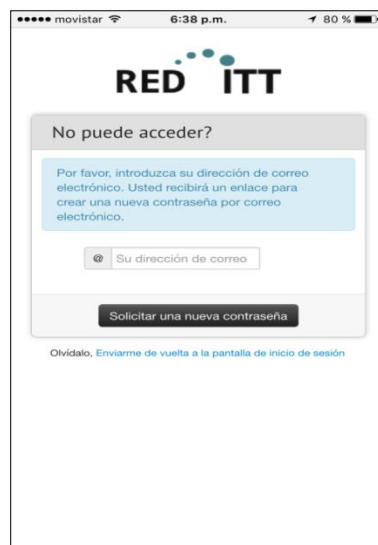 movistar 6:38 p.m. 80 %
RED ITT
No puede acceder?
Por favor, introduzca su dirección de correo
electrónico. Usted recibirá un enlace para
crear una nueva contraseña por correo
electrónico.
@ Su dirección de correo
Solicitar una nueva contraseña
Olvídalo, Enviarme de vuelta a la pantalla de inicio de sesión